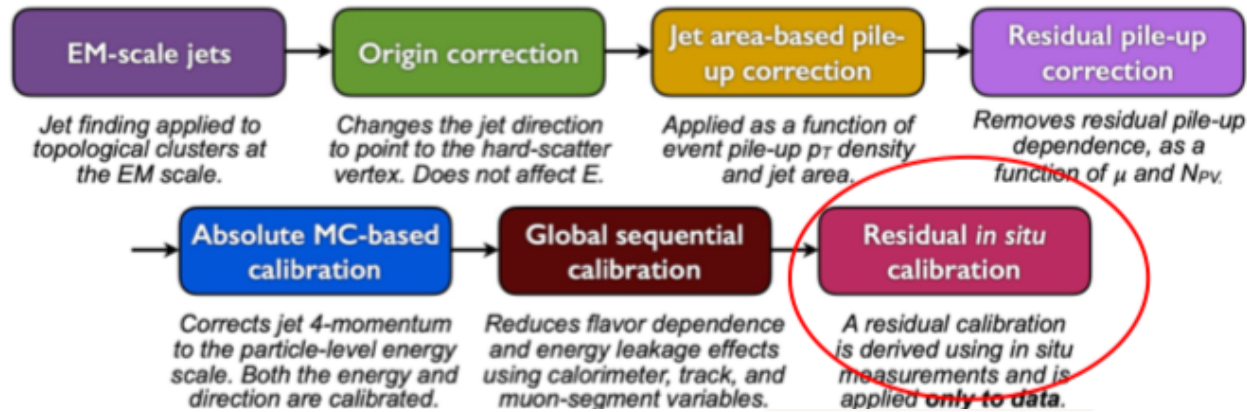 EM-scale jets
Origin correction
Jet area-based pile-
up correction
Residual pile-up
correction
Jet finding applied to
topological clusters at
the EM scale.
Changes the jet direction
to point to the hard-scatter
vertex. Does not affect E.
Applied as a function of
event pile-up pT density
and jet area.
Removes residual pile-up
dependence, as a
function of μ and NPV.
Absolute MC-based
calibration
Global sequential
calibration
Residual in situ
calibration
Corrects jet 4-momentum
to the particle-level energy
scale. Both the energy and
direction are calibrated.
Reduces flavor dependence
and energy leakage effects
using calorimeter, track, and
muon-segment variables.
A residual calibration
is derived using in situ
measurements and is
applied only to data.